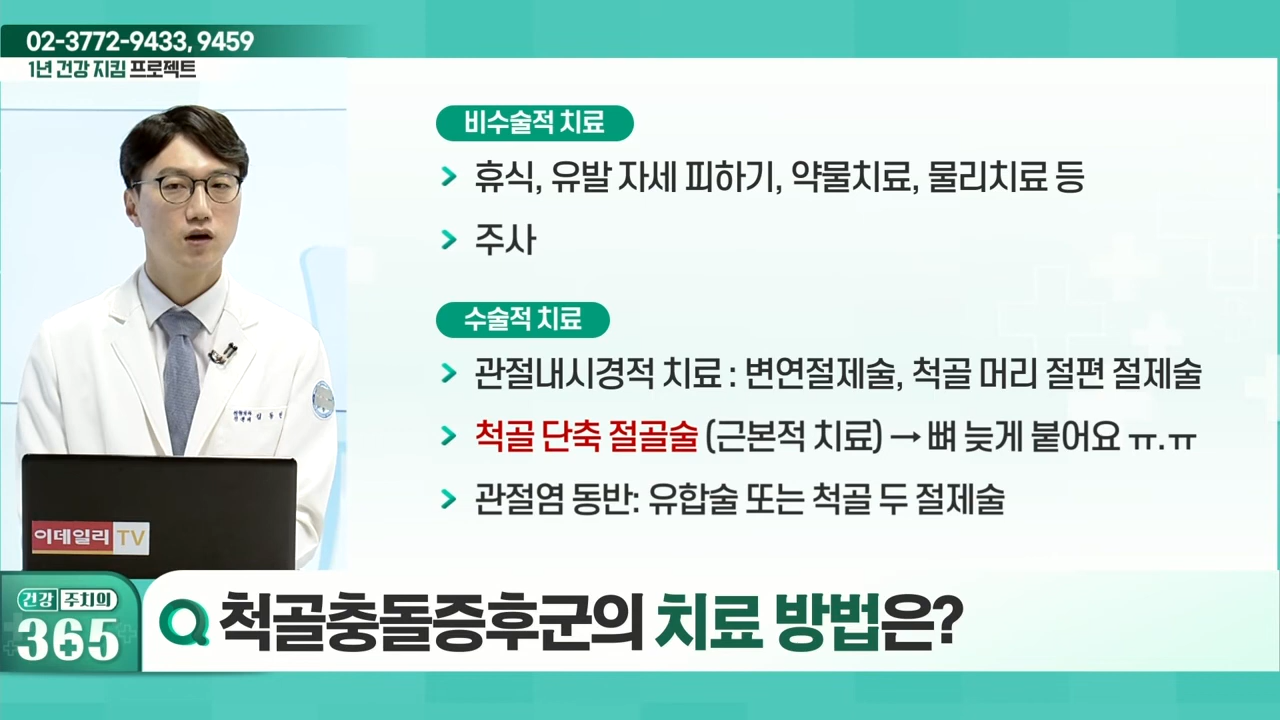 02-3772-9433, 9459
1년 건강 지킴 프로젝트
비수술적 치료
휴식, 유발 자세 피하기, 약물치료, 물리치료 등
주사
수술적 치료
관절내시경적 치료 : 변연절제술, 척골 머리 절편 절제술
척골 단축 절골술 (근본적 치료) → 뼈 늦게 붙어요 ㅠ.ㅠ
관절염 동반: 유합술 또는 척골 두 절제술
이데일리 TV
건강 주치의
365
Q 척골충돌증후군의 치료 방법은?